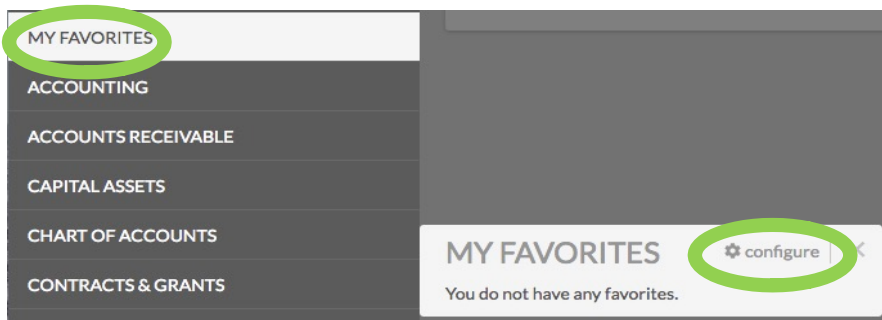 MY FAVORITES
ACCOUNTING
ACCOUNTS RECEIVABLE
CAPITAL ASSETS
CHART OF ACCOUNTS
CONTRACTS & GRANTS
MY FAVORITES configure
You do not have any favorites.